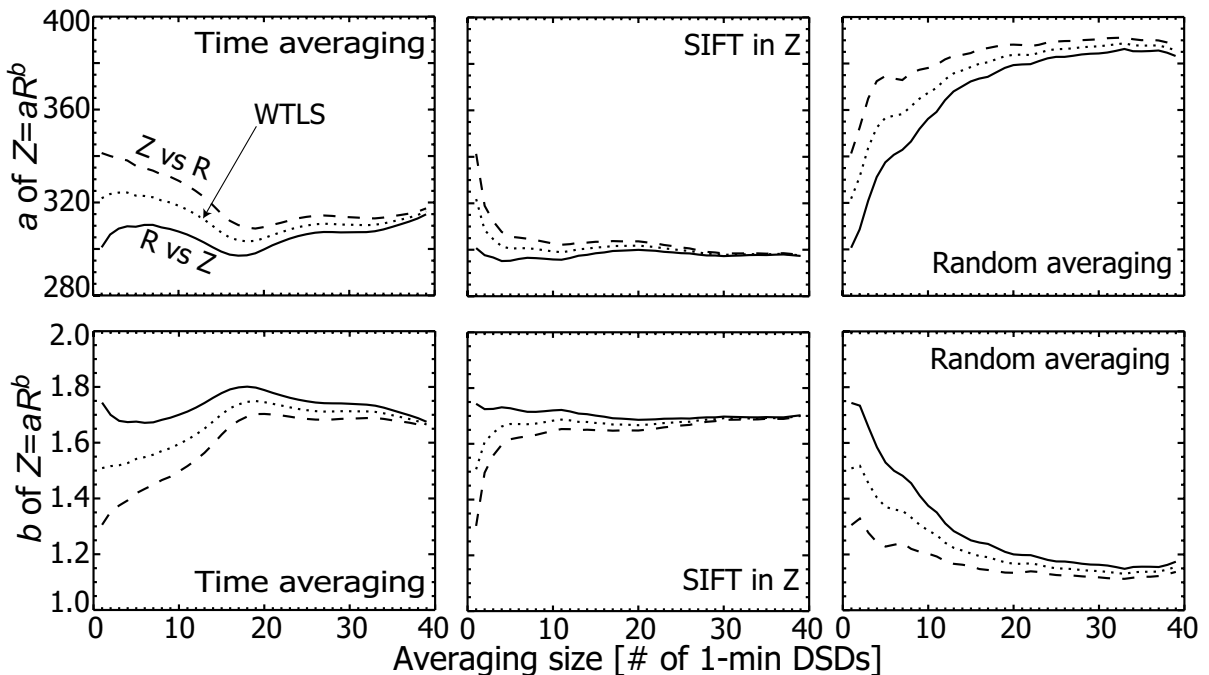 400
360
320
280
a of Z=aR^b
Time averaging
WTLS
Z vs R
R vs Z
SIFT in Z
Random averaging
2.0
1.8
1.6
1.4
1.2
1.0
b of Z=aR^b
Time averaging
SIFT in Z
Random averaging
0 10 20 30 40
0 10 20 30 40
0 10 20 30 40
Averaging size [# of 1-min DSDs]